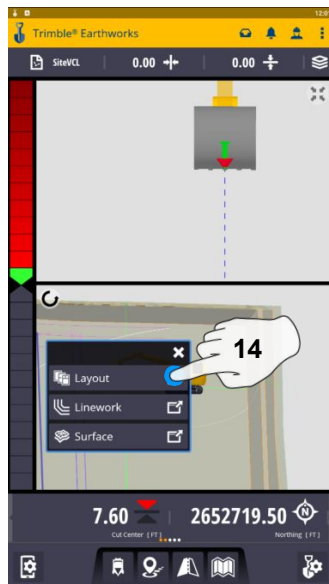 12:0
Trimble® Earthworks
SiteVCL 0.00 0.00
14
Layout
Linework
Surface
7.60 2652719.50 N
Cut Center [FT] Northing [FT]